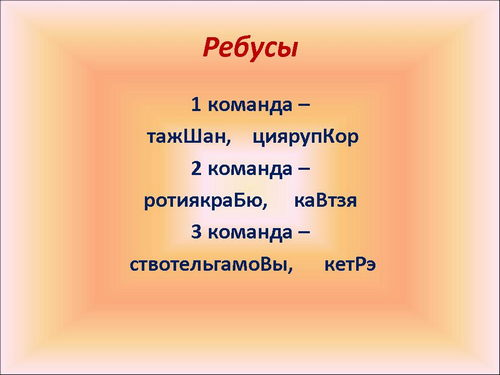 Ребусы
1 команда –
тажШан, циярупКор
2 команда –
ротиякраБю, каВтзя
3 команда –
ствотельгамоВы, кетРэ